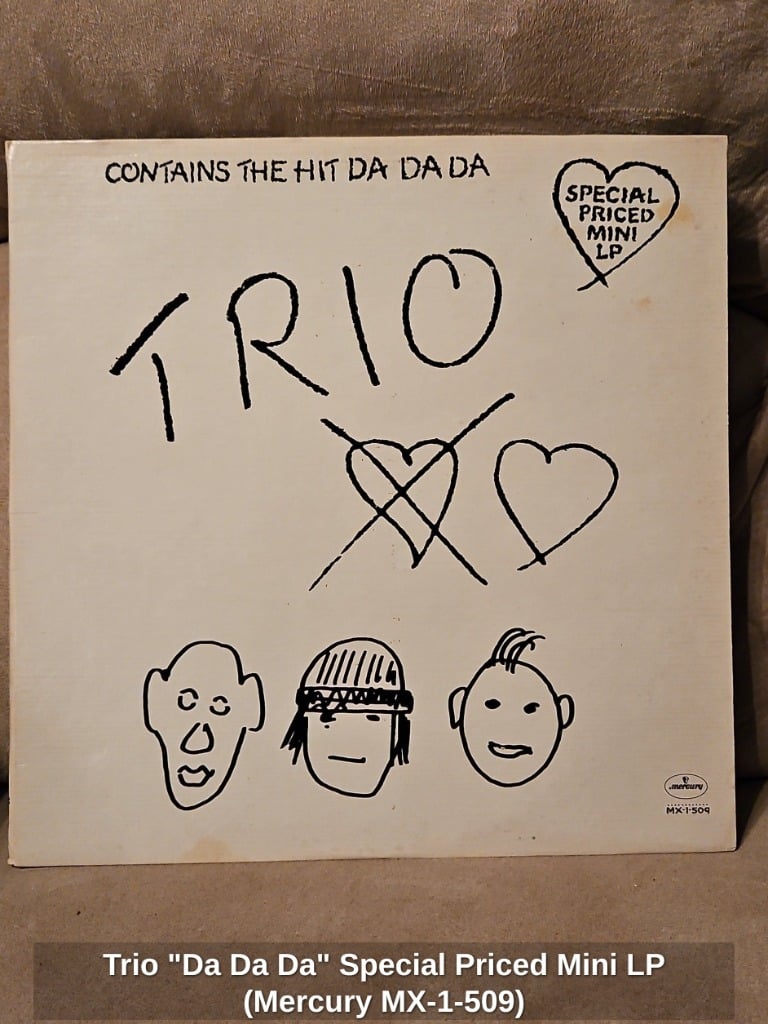 CONTAINS THE HIT DA DA DA
SPECIAL
PRICED
MINI
LP
TRIO
mercury
MX-1-509
Trio "Da Da Da" Special Priced Mini LP
(Mercury MX-1-509)